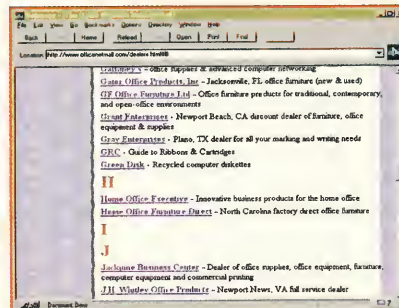 File Edit View Go Bookmarks Options Directory Window Help
Back Home Reload Open Print Find
Location: http://www.officenetmall.com/dealers.html#B
- office supplies & advanced computer networking
Gator Office Products, Inc - Jacksonville, FL office furniture (new & used)
GF Office Furniture Ltd - Office furniture products for traditional, contemporary,
and open-office environments
Grant Enterprises - Newport Beach, CA discount dealer of furniture, office
equipment & supplies
Gray Enterprises - Plano, TX dealer for all your marking and writing needs
GRC - Guide to Ribbons & Cartridges
Green Disk - Recycled computer diskettes
H
Home Office Executive - Innovative business products for the home office
Home Office Furniture Direct - North Carolina factory direct office furniture
I
J
Jackquine Business Center - Dealer of office supplies, office equipment, furniture,
computer equipment and commercial printing
J.H. Whitley Office Products - Newport News, VA full service dealer
Document Done